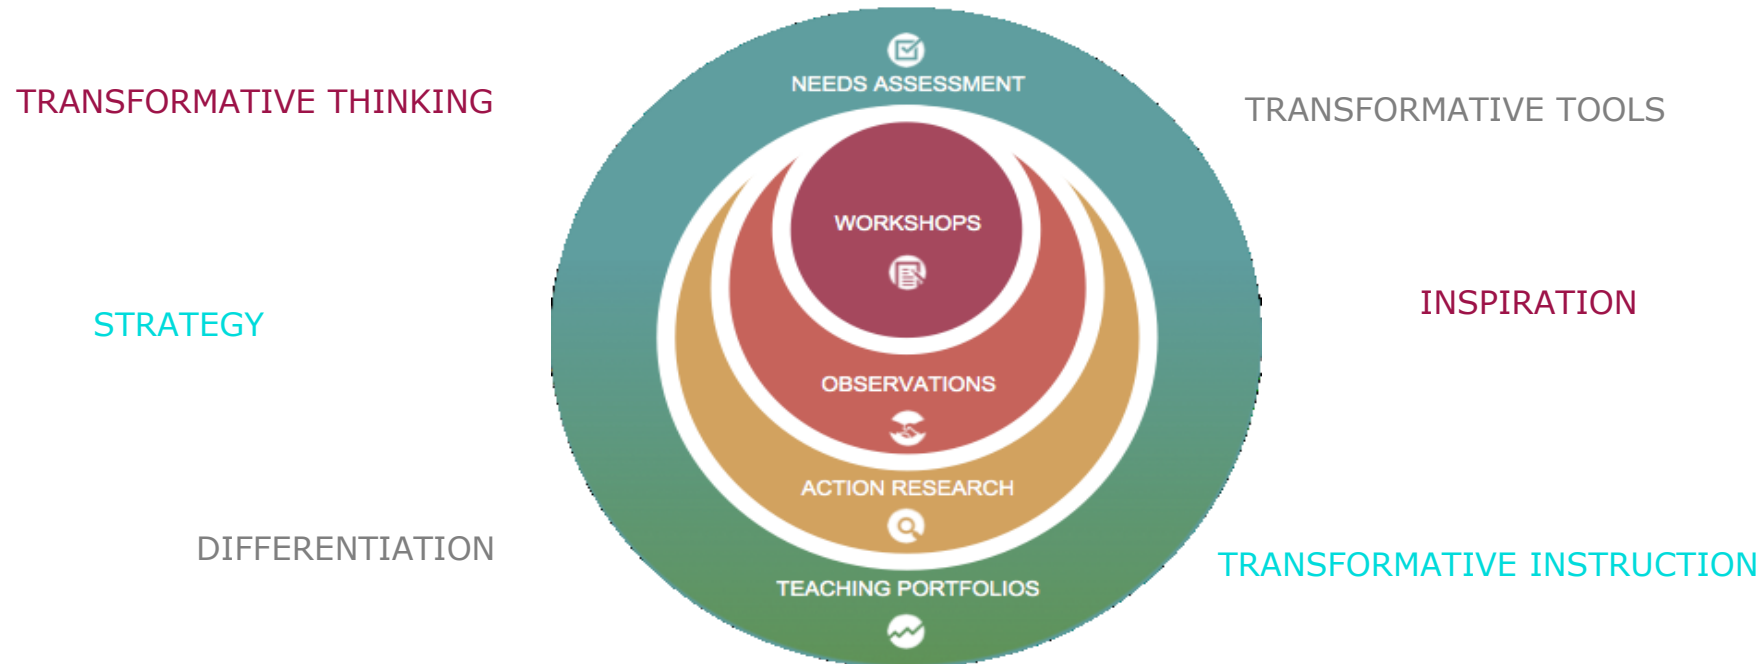 NEEDS ASSESSMENT
TRANSFORMATIVE THINKING
TRANSFORMATIVE TOOLS
WORKSHOPS
INSPIRATION
STRATEGY
OBSERVATIONS
ACTION RESEARCH
DIFFERENTIATION
TRANSFORMATIVE INSTRUCTION
TEACHING PORTFOLIOS